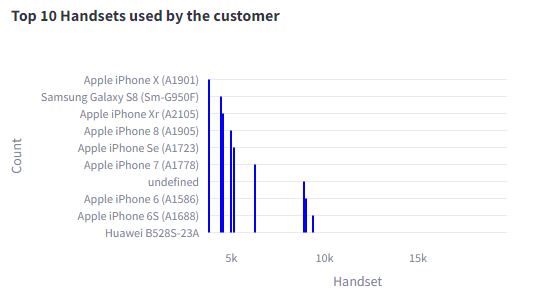 Top 10 Handsets used by the customer
Apple iPhone X (A1901)
Samsung Galaxy S8 (Sm-G950F)
Apple iPhone Xr (A2105)
Apple iPhone 8 (A1905)
Apple iPhone Se (A1723)
Apple iPhone 7 (A1778)
undefined
Apple iPhone 6 (A1586)
Apple iPhone 6S (A1688)
Huawei B528S-23A
Count
5k
10k
15k
Handset